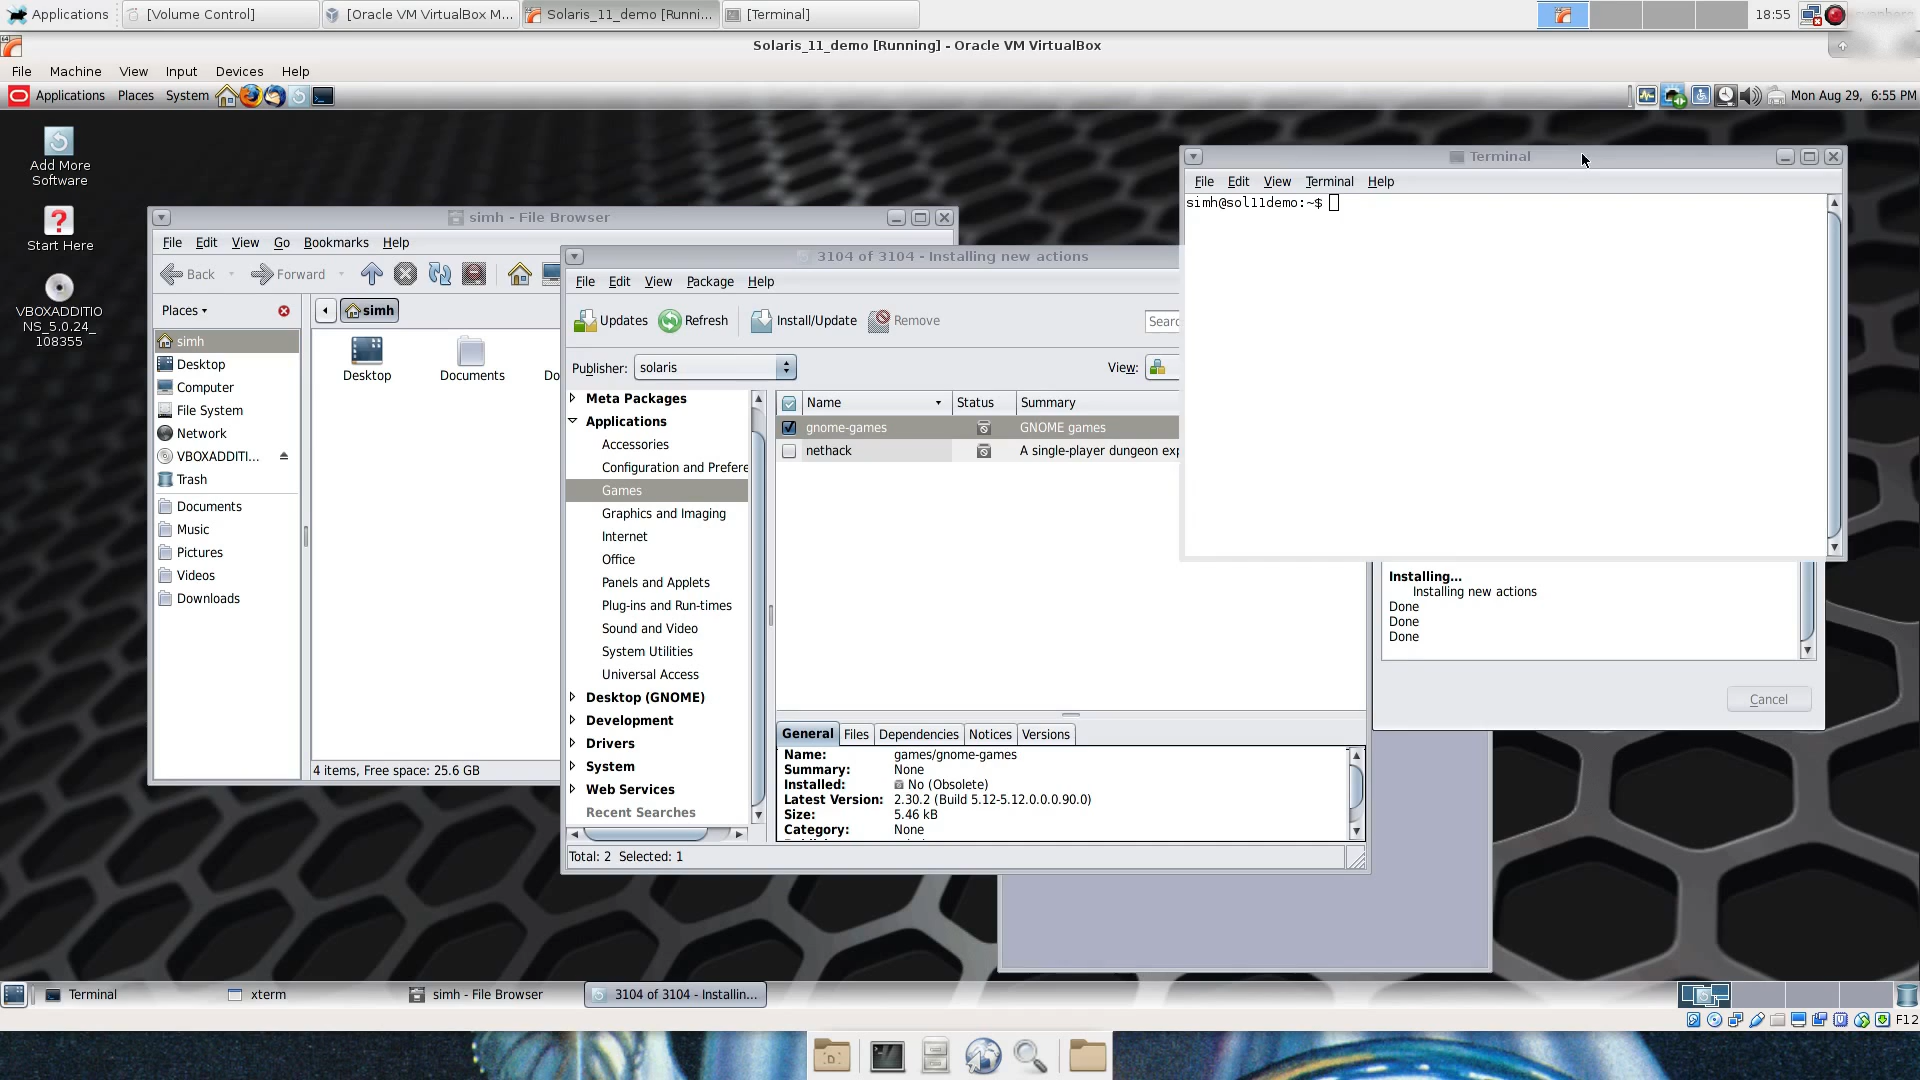 Applications
[Volume Control]
[Oracle VM VirtualBox M...
Solaris_11_demo [Runni...
[Terminal]
18:55
Solaris_11_demo [Running] - Oracle VM VirtualBox
File Machine View Input Devices Help
Applications Places System
Mon Aug 29, 6:55 PM
Add More
Software
Start Here
VBOXADDITIO
NS_5.0.24_
108355
simh - File Browser
File Edit View Go Bookmarks Help
Back Forward
Places
simh
simh
Desktop
Computer
File System
Network
VBOXADDITI...
Trash
Documents
Music
Pictures
Videos
Downloads
Desktop
Documents
Do
4 items, Free space: 25.6 GB
3104 of 3104 - Installing new actions
File Edit View Package Help
Updates Refresh Install/Update Remove
Sear
Publisher: solaris
View:
Meta Packages
Applications
Accessories
Configuration and Prefere
Games
Graphics and Imaging
Internet
Office
Panels and Applets
Plug-ins and Run-times
Sound and Video
System Utilities
Universal Access
Desktop (GNOME)
Development
Drivers
System
Web Services
Recent Searches
Name Status Summary
gnome-games GNOME games
nethack A single-player dungeon exp
General Files Dependencies Notices Versions
Name: games/gnome-games
Summary: None
Installed: No (Obsolete)
Latest Version: 2.30.2 (Build 5.12-5.12.0.0.0.90.0)
Size: 5.46 kB
Category: None
Total: 2 Selected: 1
Terminal
File Edit View Terminal Help
simh@sol11demo:~$
Installing...
Installing new actions
Done
Done
Done
Cancel
Terminal
xterm
simh - File Browser
3104 of 3104 - Installin...
F12